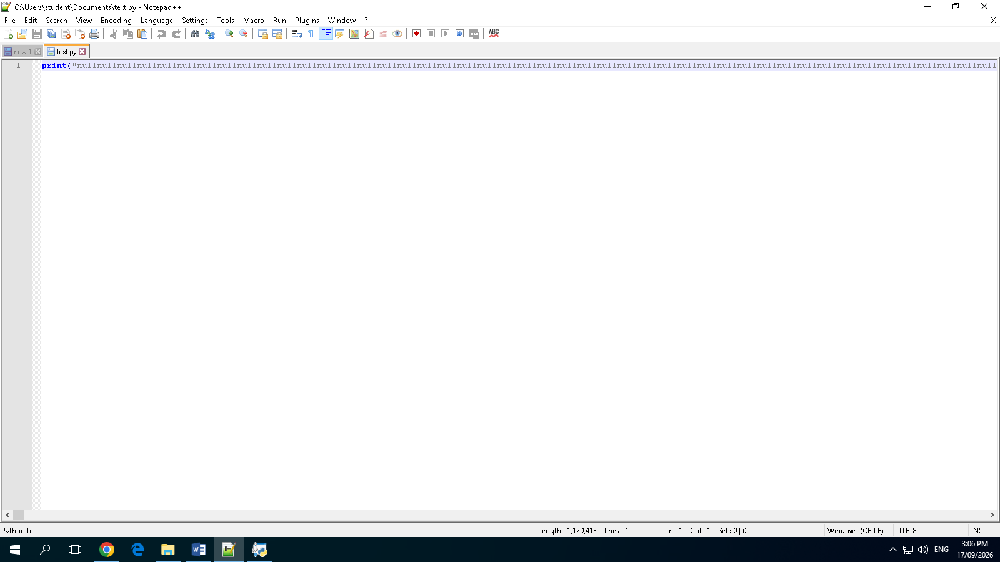 C:\Users\student\Documents\text.py - Notepad++
File Edit Search View Encoding Language Settings Tools Macro Run Plugins Window ? X
ABC
new 1 text.py
1 print("nullnullnullnullnullnullnullnullnullnullnullnullnullnullnullnullnullnullnullnullnullnullnullnullnullnullnullnullnullnullnullnullnullnullnullnullnullnullnullnullnullnullnullnullnullnull
Python file length : 1,129,413 lines : 1 Ln : 1 Col : 1 Sel : 0 | 0 Windows (CR LF) UTF-8 INS
ENG 3:06 PM
17/09/2026